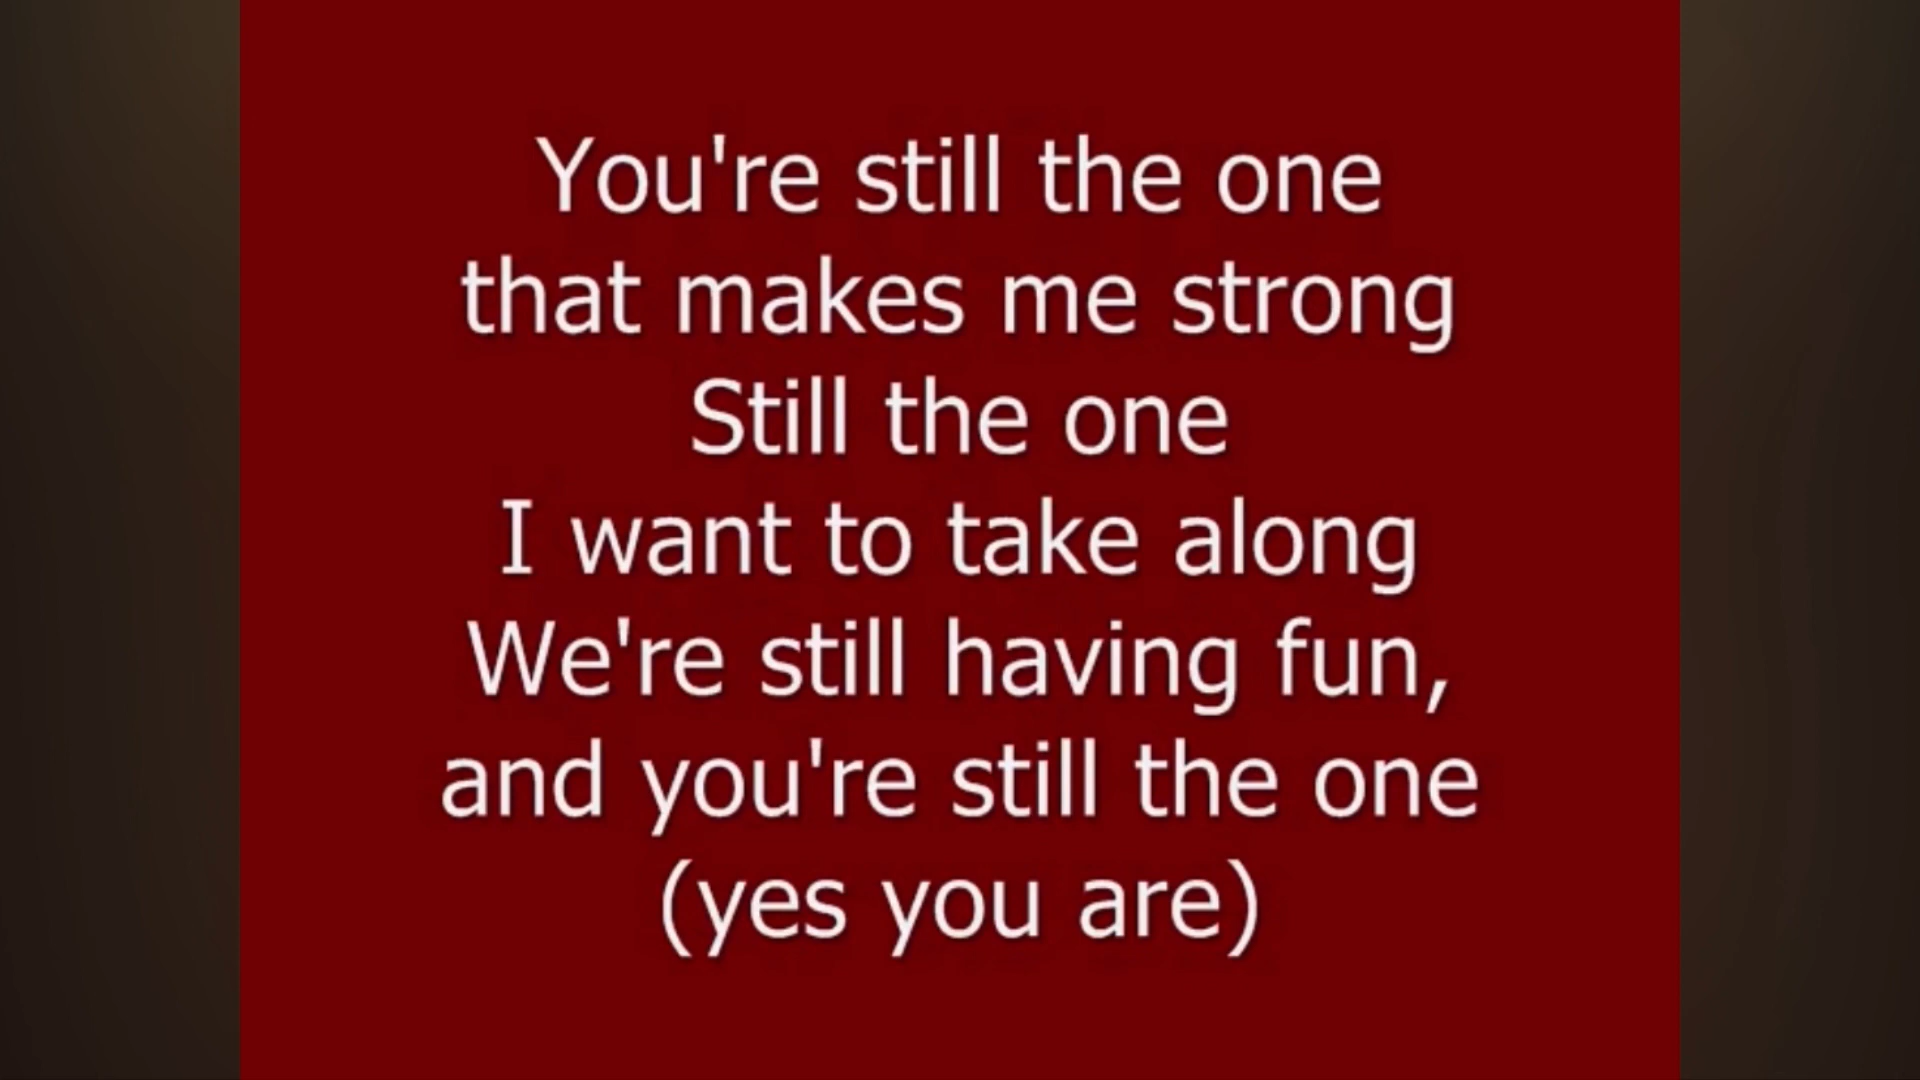 You're still the one
that makes me strong
Still the one
I want to take along
We're still having fun,
and you're still the one
(yes you are)